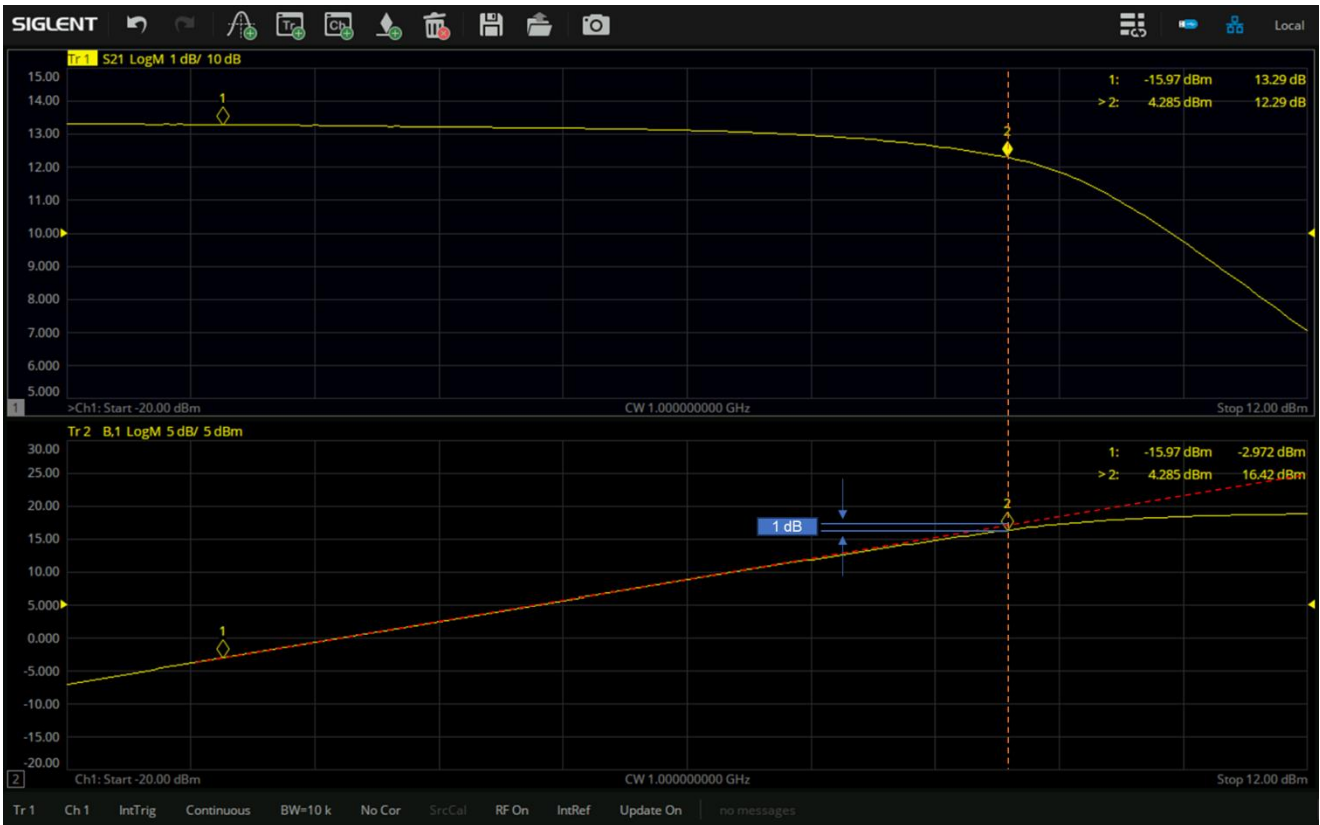 SIGLENT Tr Ch Local
Tr 1 S21 LogM 1 dB/ 10 dB
1: -15.97 dBm 13.29 dB
> 2: 4.285 dBm 12.29 dB
15.00
14.00
13.00
12.00
11.00
10.00
9.000
8.000
7.000
6.000
5.000
1
2
1 >Ch1: Start -20.00 dBm CW 1.000000000 GHz Stop 12.00 dBm
Tr 2 B,1 LogM 5 dB/ 5 dBm
1: -15.97 dBm -2.972 dBm
> 2: 4.285 dBm 16.42 dBm
30.00
25.00
20.00
15.00
10.00
5.000
0.000
-5.000
-10.00
-15.00
-20.00
2
1 dB
1
2 Ch1: Start -20.00 dBm CW 1.000000000 GHz Stop 12.00 dBm
Tr 1 Ch 1 IntTrig Continuous BW=10 k No Cor SrcCal RF On IntRef Update On no messages